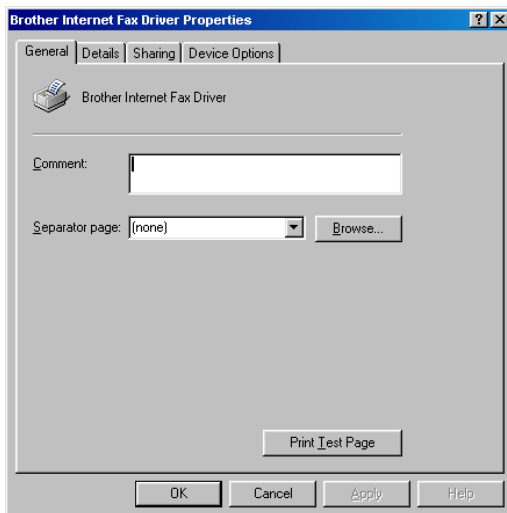 Brother Internet Fax Driver Properties
General Details Sharing Device Options
Brother Internet Fax Driver
Comment:
Separator page: (none) Browse...
Print Test Page
OK Cancel Apply Help